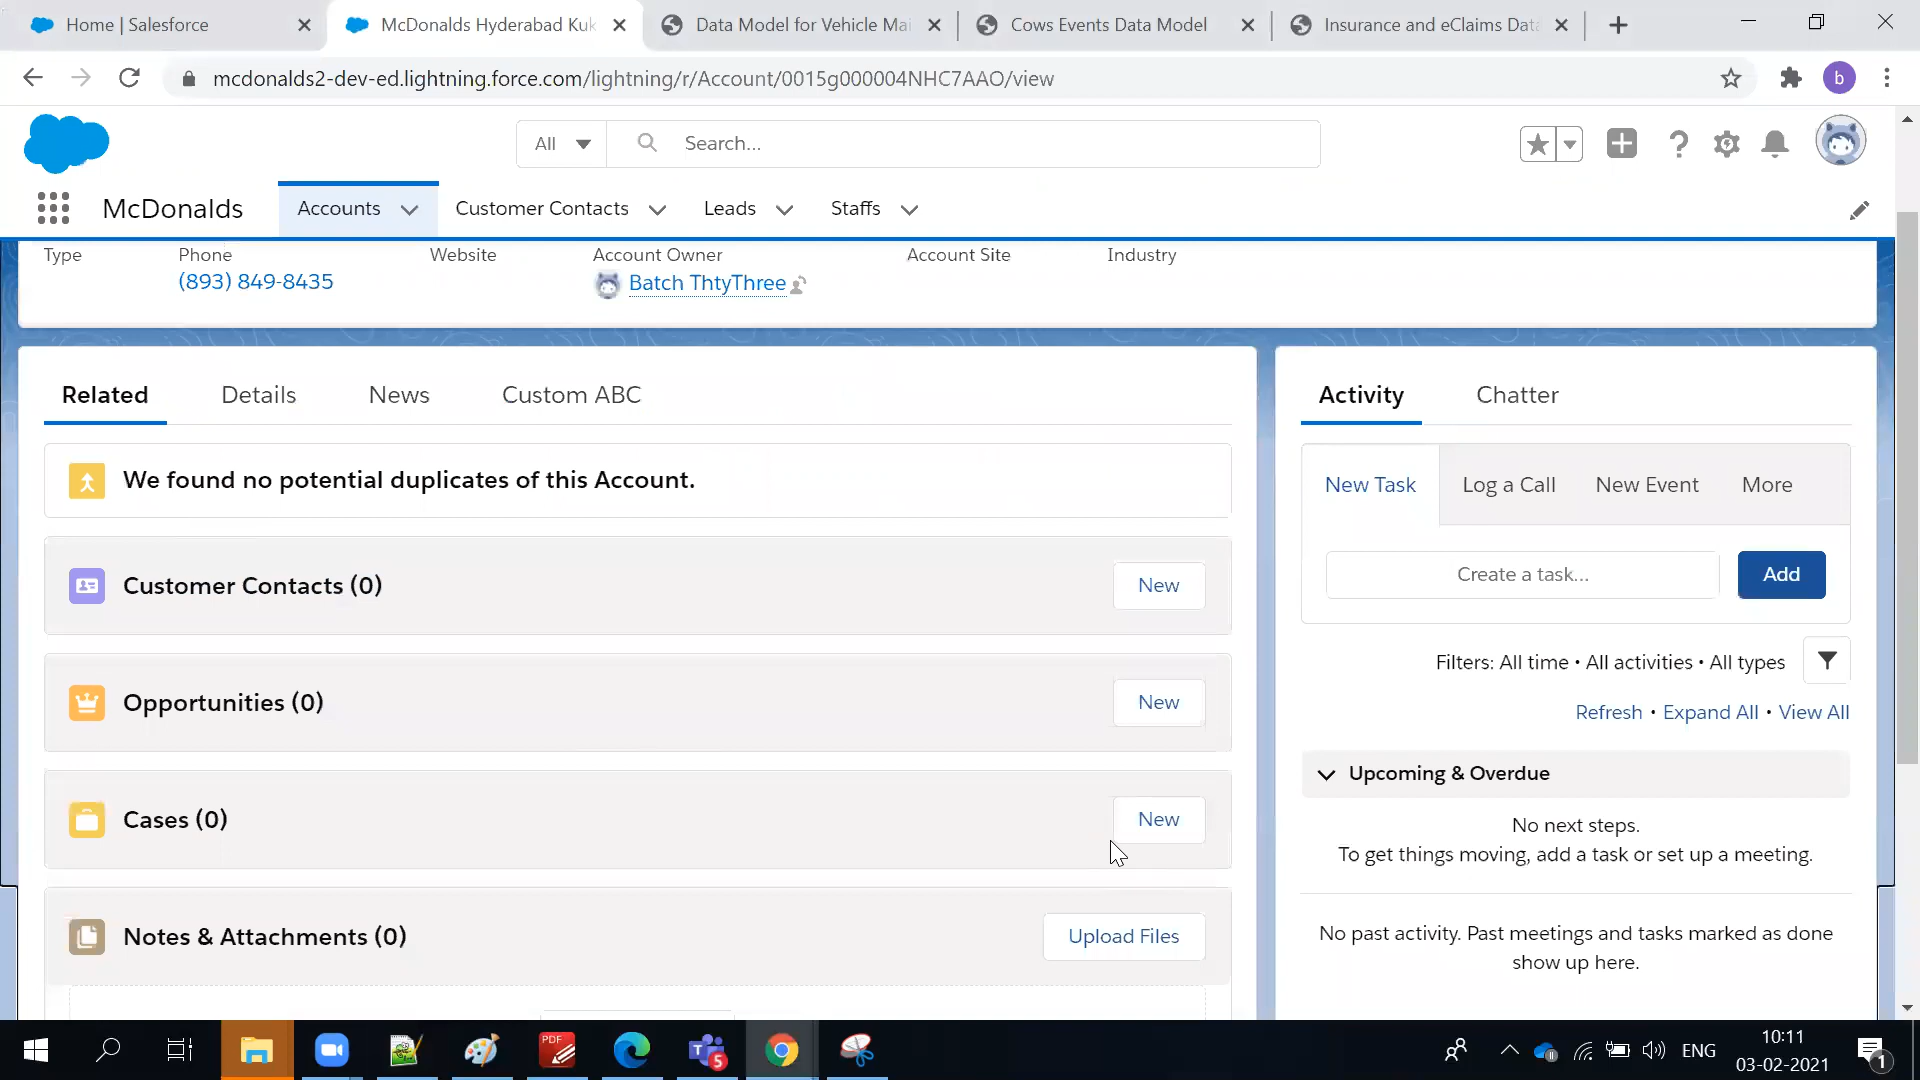 Home | Salesforce
McDonalds Hyderabad Kuk
Data Model for Vehicle Mai
Cows Events Data Model
Insurance and eClaims Data
mcdonalds2-dev-ed.lightning.force.com/lightning/r/Account/0015g000004NHC7AAO/view
b
All
Search...
McDonalds
Accounts
Customer Contacts
Leads
Staffs
Type
Phone
Website
Account Owner
Account Site
Industry
(893) 849-8435
Batch ThtyThree
Related
Details
News
Custom ABC
Activity
Chatter
We found no potential duplicates of this Account.
New Task
Log a Call
New Event
More
Customer Contacts (0)
New
Create a task...
Add
Opportunities (0)
New
Filters: All time • All activities • All types
Refresh • Expand All • View All
Cases (0)
New
Upcoming & Overdue
No next steps.
To get things moving, add a task or set up a meeting.
Notes & Attachments (0)
Upload Files
No past activity. Past meetings and tasks marked as done
show up here.
PDF
T
5
ENG
10:11
03-02-2021
1